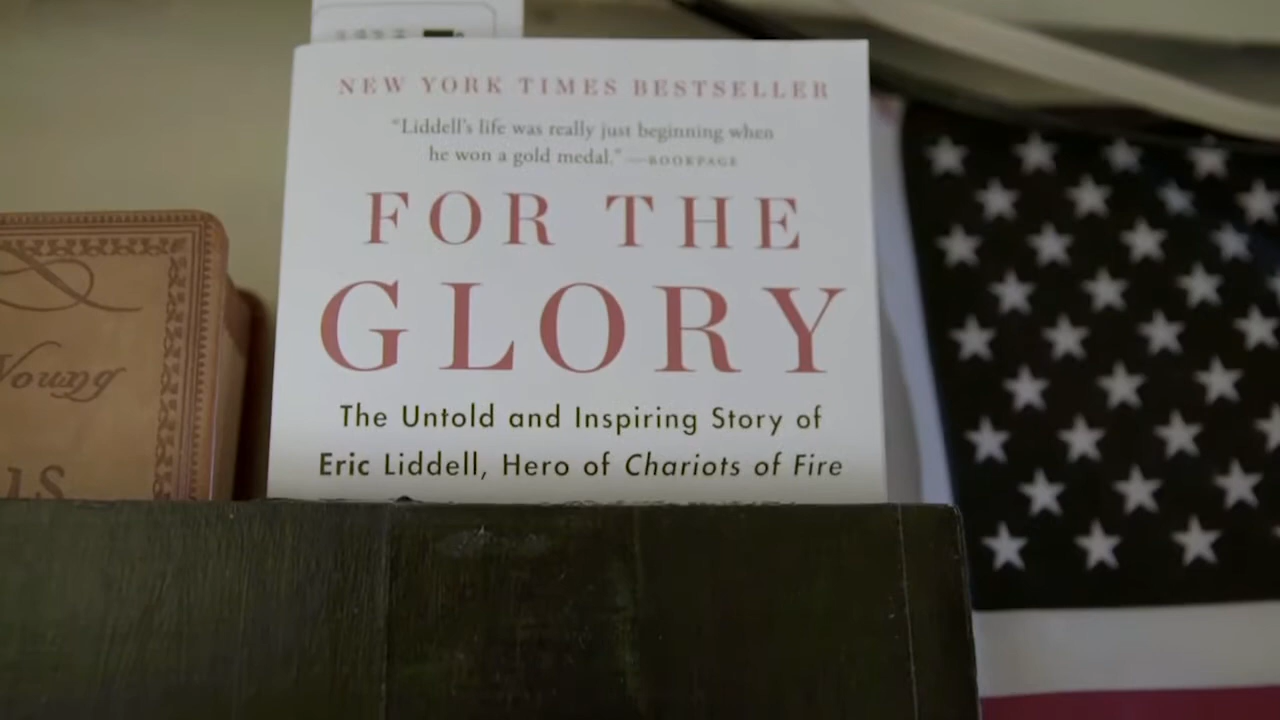 NEW YORK TIMES BESTSELLER
“Liddell’s life was really just beginning when
he won a gold medal.” —BOOKPAGE
FOR THE
GLORY
The Untold and Inspiring Story of
Eric Liddell, Hero of Chariots of Fire
Young